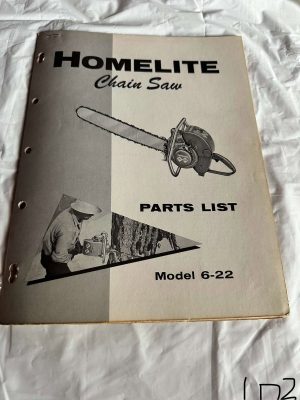 HOMELITE
Chain Saw
PARTS LIST
Model 6-22